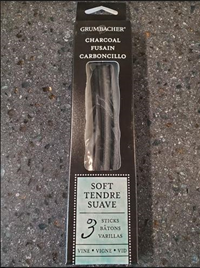 GRUMBACHER
CHARCOAL
FUSAIN
CARBONCILLO
SOFT
TENDRE
SUAVE
3 STICKS
BÂTONS
VARILLAS
VINE • VIGNE • VID